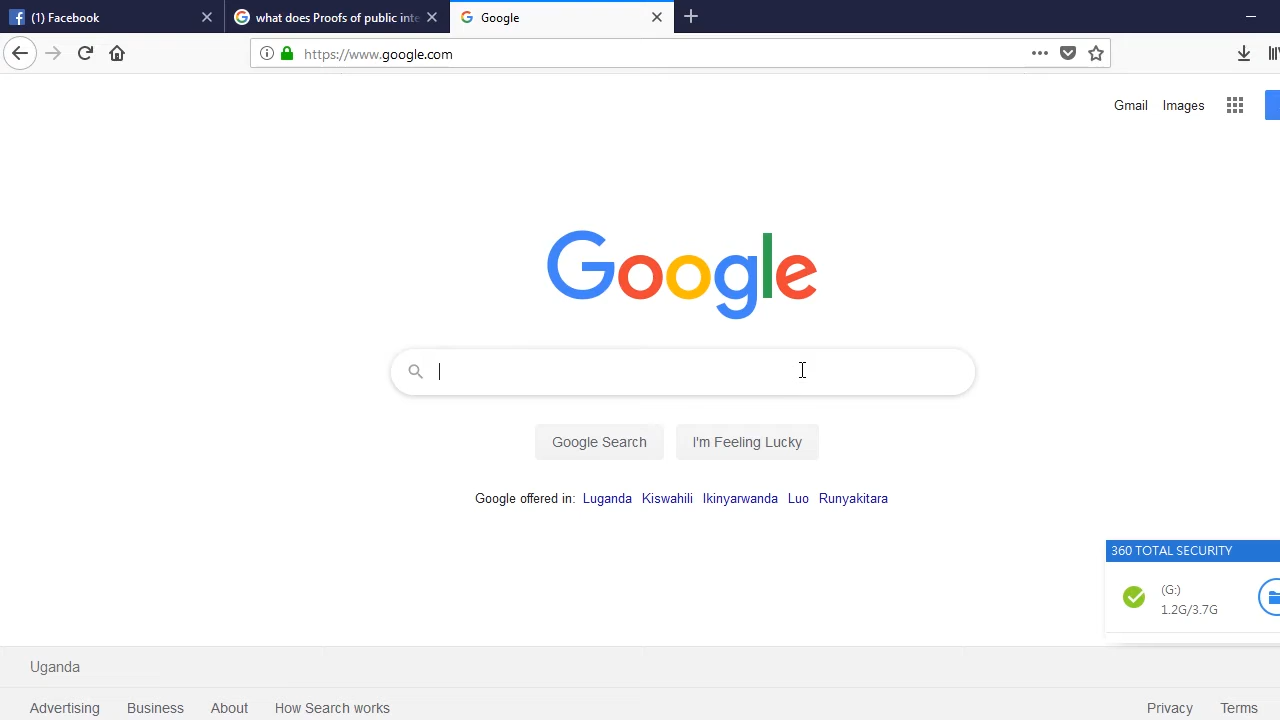 (1) Facebook
what does Proofs of public inte
Google
https://www.google.com
Gmail Images
Google
Google Search I'm Feeling Lucky
Google offered in: Luganda Kiswahili Ikinyarwanda Luo Runyakitara
360 TOTAL SECURITY
(G:)
1.2G/3.7G
Uganda
Advertising Business About How Search works Privacy Terms